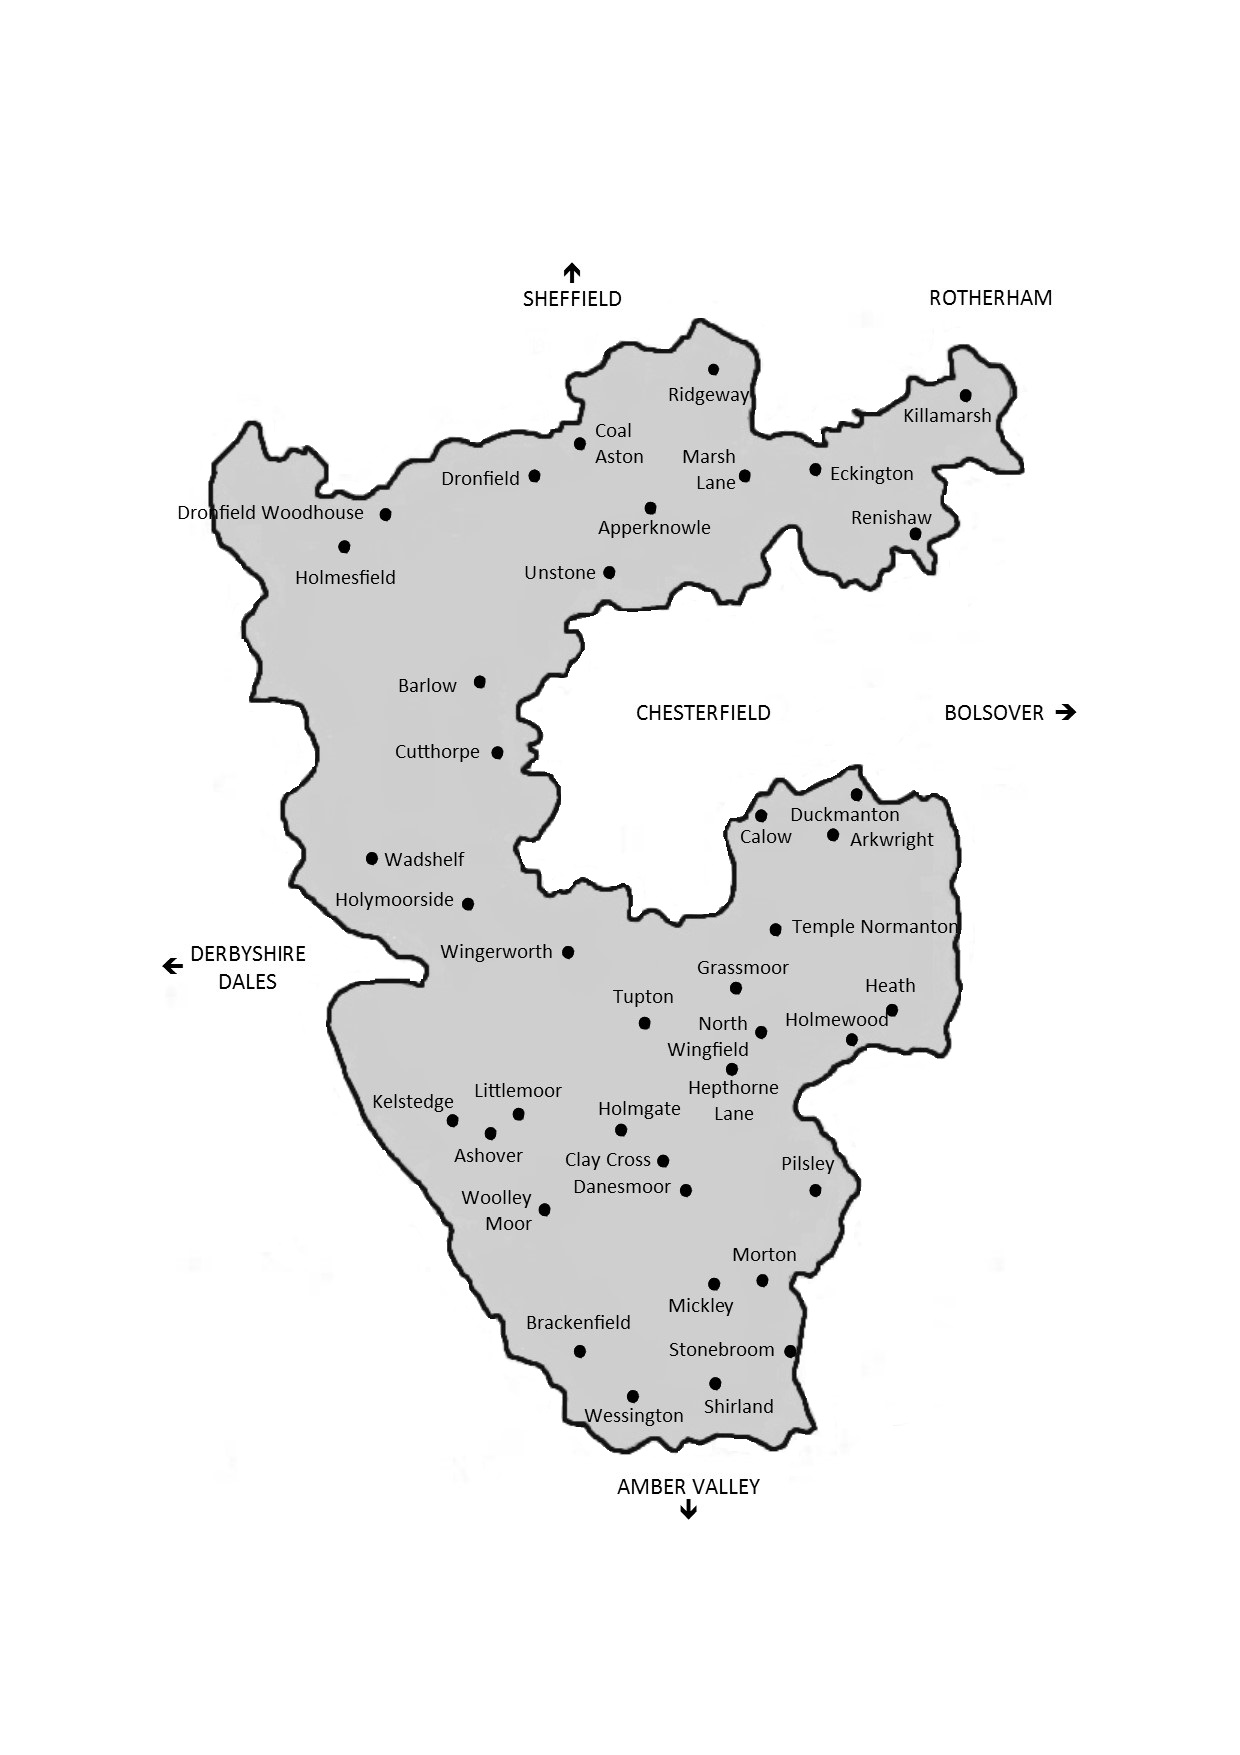 SHEFFIELD
ROTHERHAM
Ridgeway
Killamarsh
Coal
Aston
Marsh
Lane
Dronfield
Eckington
Dronfield Woodhouse
Apperknowle
Renishaw
Holmesfield
Unstone
Barlow
CHESTERFIELD
BOLSOVER
Cutthorpe
Duckmanton
Calow
Arkwright
Wadshelf
Holymoorside
Temple Normanton
Wingerworth
DERBYSHIRE
DALES
Grassmoor
Heath
Tupton
North
Wingfield
Holmewood
Hepthorne
Lane
Littlemoor
Kelstedge
Holmgate
Ashover
Clay Cross
Pilsley
Danesmoor
Woolley
Moor
Morton
Mickley
Brackenfield
Stonebroom
Shirland
Wessington
AMBER VALLEY